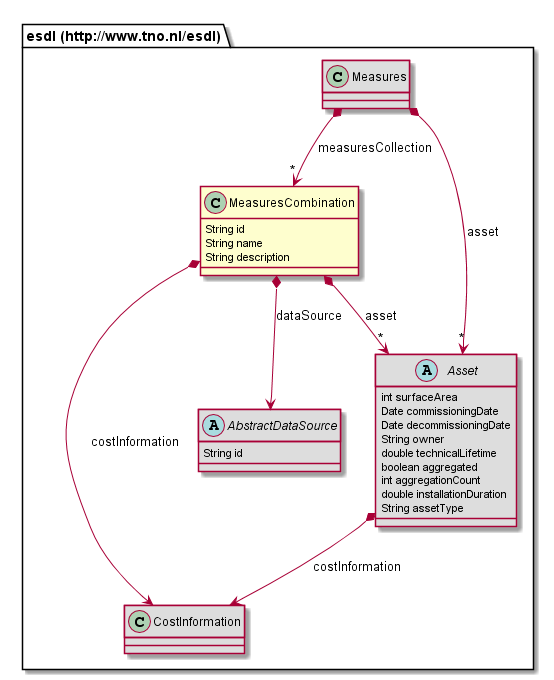 esdl (http://www.tno.nl/esdl)
C Measures
measuresCollection
*
C MeasuresCombination
String id
String name
String description
asset
*
dataSource
asset
*
A Asset
int surfaceArea
Date commissioningDate
Date decommissioningDate
String owner
double technicalLifetime
boolean aggregated
int aggregationCount
double installationDuration
String assetType
A AbstractDataSource
String id
costInformation
costInformation
C CostInformation